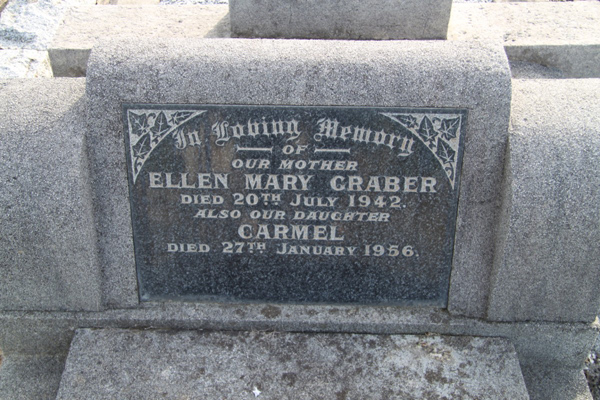 In Loving Memory
OF
OUR MOTHER
ELLEN MARY GRABER
DIED 20TH JULY 1942.
ALSO OUR DAUGHTER
CARMEL
DIED 27TH JANUARY 1956.